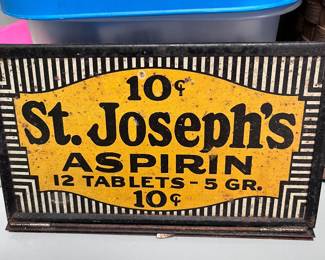 10¢
St. Joseph's
ASPIRIN
12 TABLETS - 5 GR.
10¢